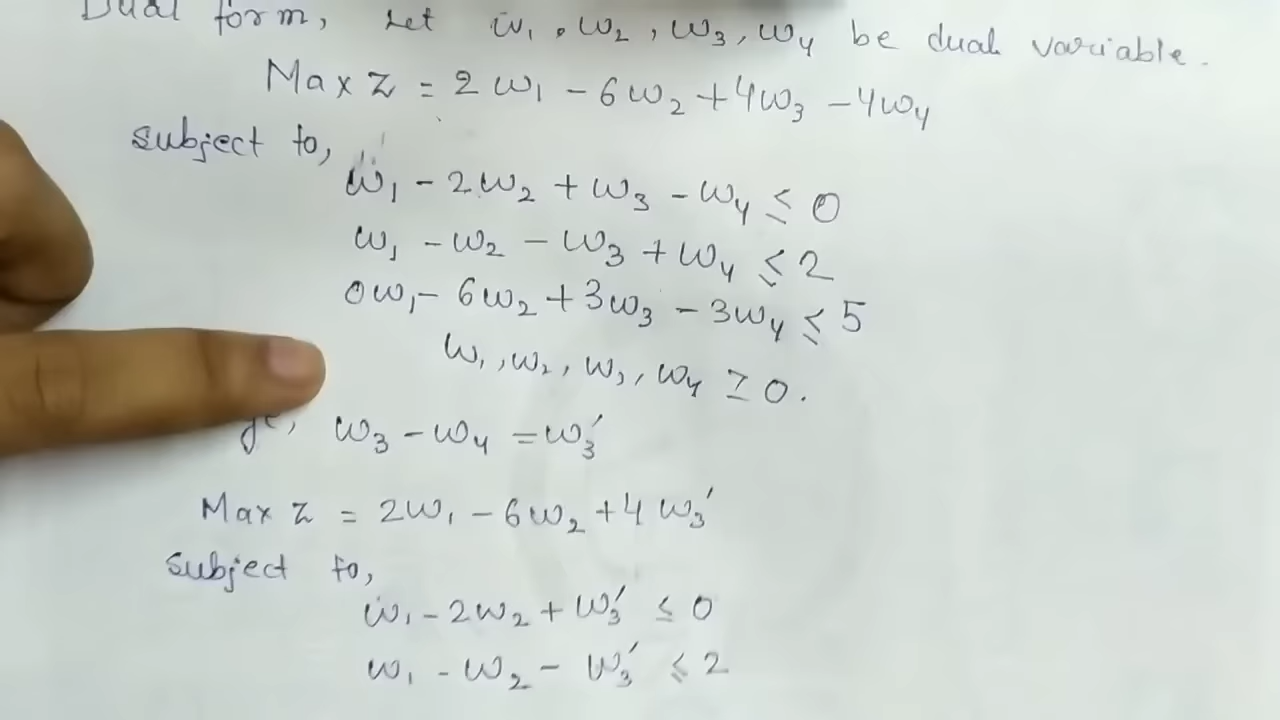 Dual form, Let w₁, w₂, w₃, w₄ be dual variable.
Max Z = 2w₁ - 6w₂ + 4w₃ - 4w₄
subject to,
w₁ - 2w₂ + w₃ - w₄ ≤ 0
w₁ - w₂ - w₃ + w₄ ≤ 2
0w₁ - 6w₂ + 3w₃ - 3w₄ ≤ 5
w₁, w₂, w₃, w₄ ≥ 0.
w₃ - w₄ = w₃′
Max Z = 2w₁ - 6w₂ + 4w₃′
subject to,
w₁ - 2w₂ + w₃′ ≤ 0
w₁ - w₂ - w₃′ ≤ 2